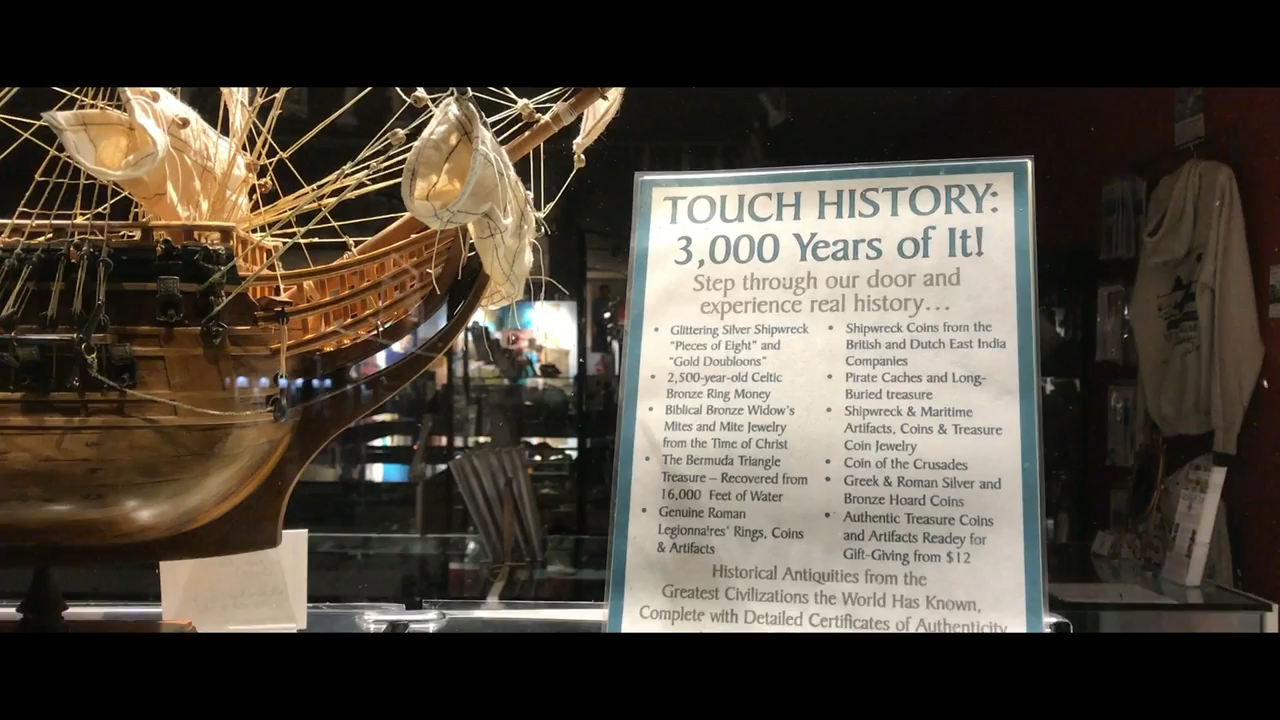 TOUCH HISTORY:
3,000 Years of It!
Step through our door and
experience real history…
• Glittering Silver Shipwreck
"Pieces of Eight" and
"Gold Doubloons"
• 2,500-year-old Celtic
Bronze Ring Money
• Biblical Bronze Widow's
Mites and Mite Jewelry
from the Time of Christ
• The Bermuda Triangle
Treasure – Recovered from
16,000 Feet of Water
• Genuine Roman
Legionnaires' Rings, Coins
& Artifacts
• Shipwreck Coins from the
British and Dutch East India
Companies
• Pirate Caches and Long-
Buried treasure
• Shipwreck & Maritime
Artifacts, Coins & Treasure
Coin Jewelry
• Coin of the Crusades
• Greek & Roman Silver and
Bronze Hoard Coins
• Authentic Treasure Coins
and Artifacts Readey for
Gift-Giving from $12
Historical Antiquities from the
Greatest Civilizations the World Has Known,
Complete with Detailed Certificates of Authenticity